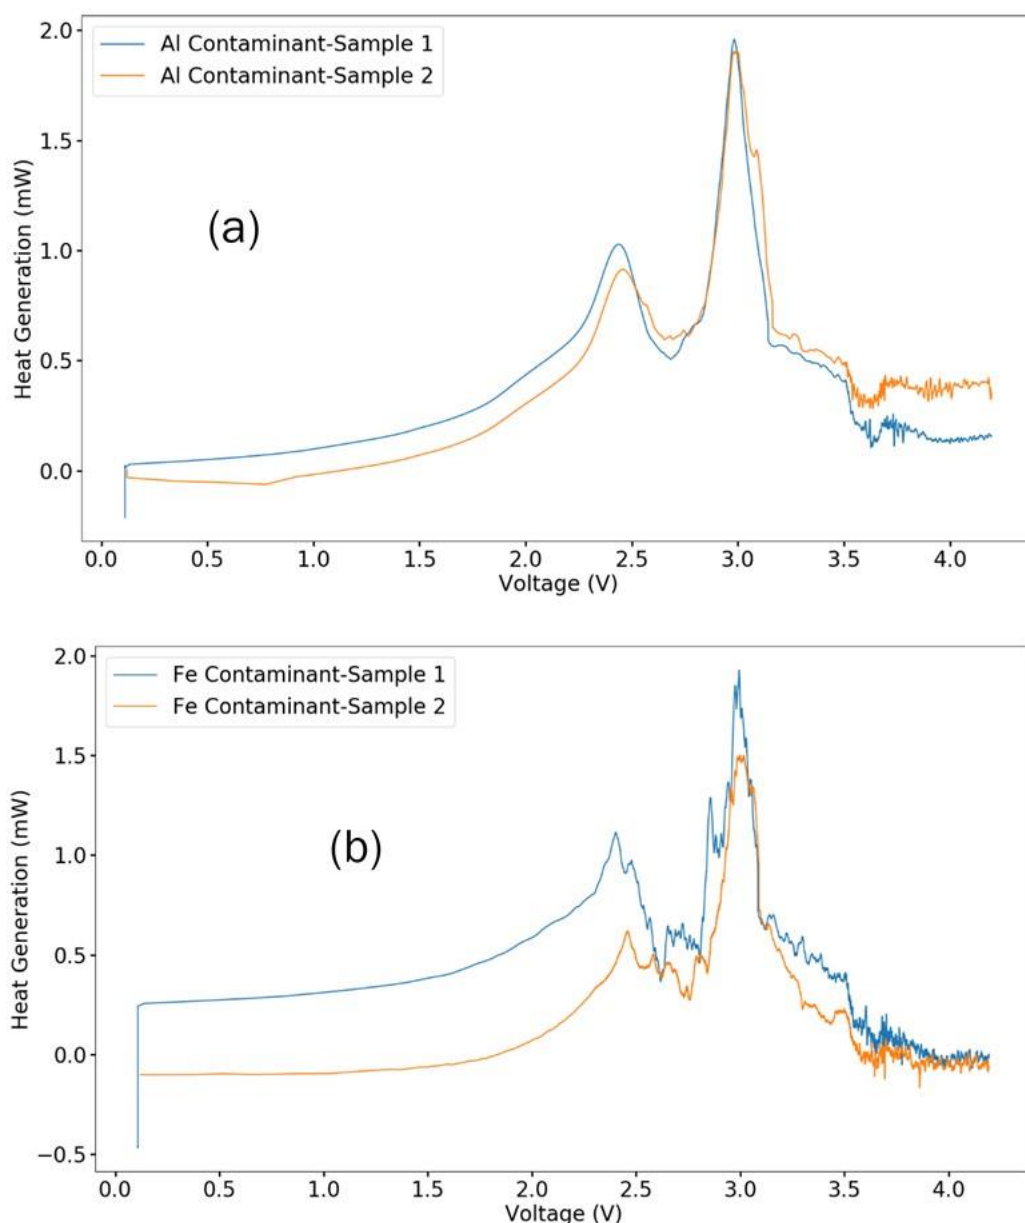 2.0
Al Contaminant-Sample 1
Al Contaminant-Sample 2
1.5
(a)
1.0
0.5
0.0
Heat Generation (mW)
0.0 0.5 1.0 1.5 2.0 2.5 3.0 3.5 4.0
Voltage (V)
2.0
Fe Contaminant-Sample 1
Fe Contaminant-Sample 2
1.5
(b)
1.0
0.5
0.0
−0.5
Heat Generation (mW)
0.0 0.5 1.0 1.5 2.0 2.5 3.0 3.5 4.0
Voltage (V)